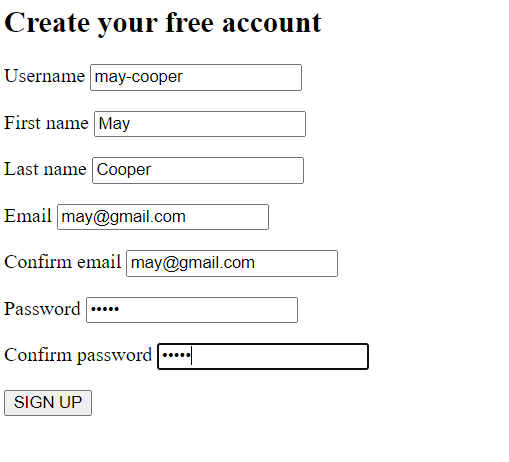 Create your free account
Username may-cooper
First name May
Last name Cooper
Email may@gmail.com
Confirm email may@gmail.com
Password •••••
Confirm password •••••
SIGN UP